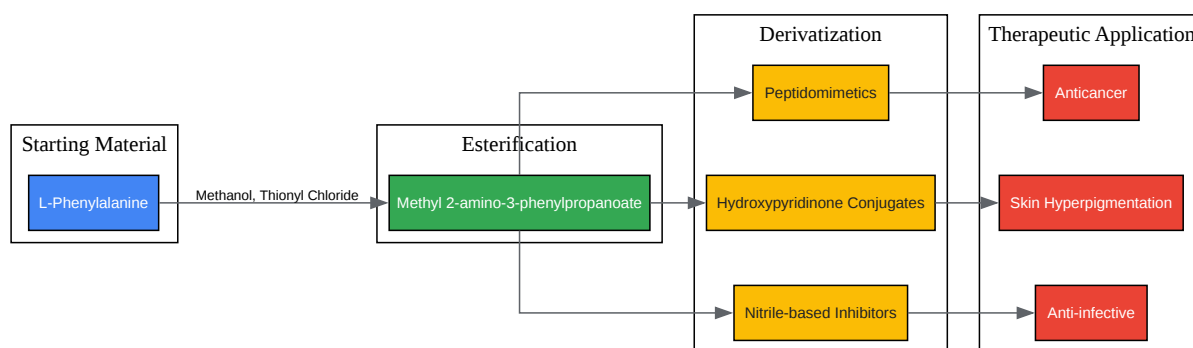 Starting Material
L-Phenylalanine
Methanol, Thionyl Chloride
Esterification
Methyl 2-amino-3-phenylpropanoate
Derivatization
Peptidomimetics
Hydroxypyridinone Conjugates
Nitrile-based Inhibitors
Therapeutic Application
Anticancer
Skin Hyperpigmentation
Anti-infective